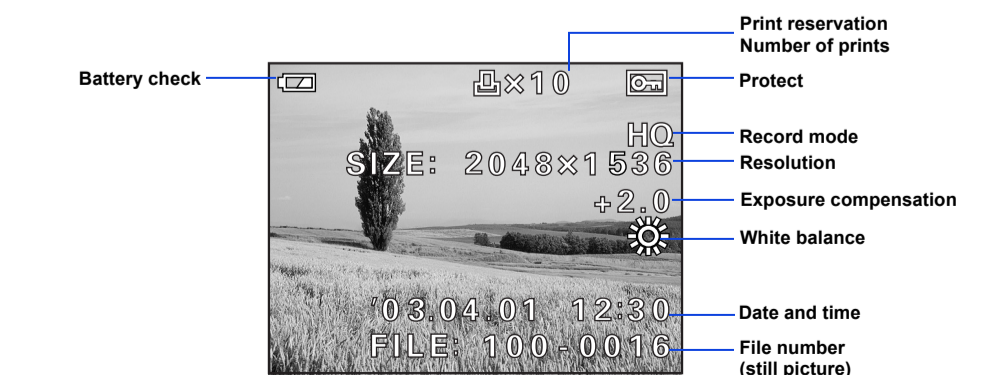 Print reservation
Number of prints
Battery check
×10
Protect
HQ
Record mode
SIZE: 2048×1536
Resolution
+2.0
Exposure compensation
White balance
'03.04.01 12:30
Date and time
FILE: 100-0016
File number
(still picture)